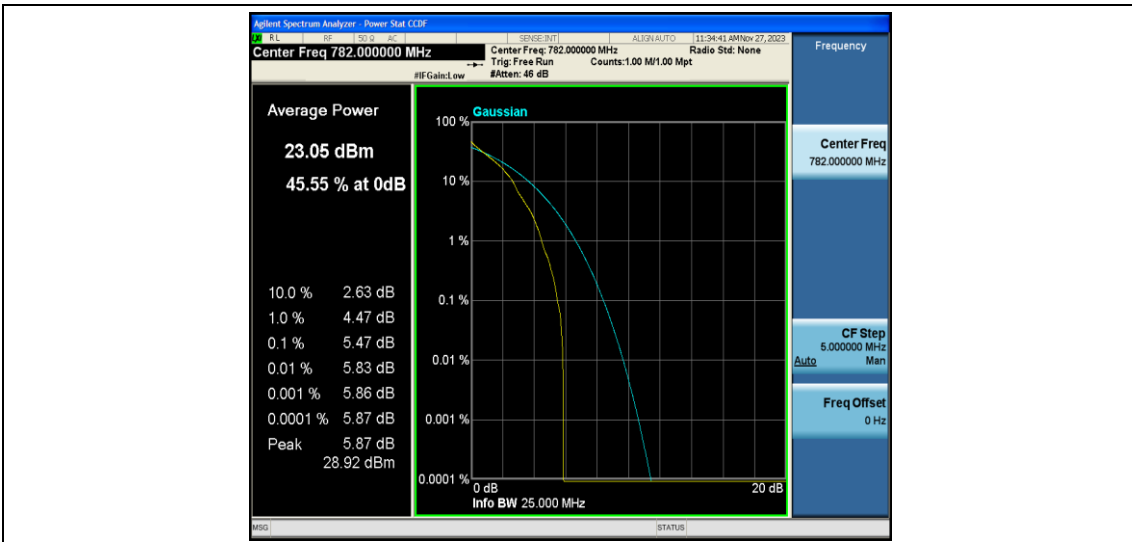 Agilent Spectrum Analyzer - Power Stat CCDF
RL RF 50 Ω AC SENSE:INT ALIGN AUTO 11:34:41 AM Nov 27, 2023
Center Freq 782.000000 MHz
Center Freq: 782.000000 MHz Radio Std: None
Trig: Free Run Counts:1.00 M/1.00 Mpt
#IFGain:Low #Atten: 46 dB
Frequency
Average Power
23.05 dBm
45.55 % at 0dB
10.0 % 2.63 dB
1.0 % 4.47 dB
0.1 % 5.47 dB
0.01 % 5.83 dB
0.001 % 5.86 dB
0.0001 % 5.87 dB
Peak 5.87 dB
28.92 dBm
Gaussian
100 %
10 %
1 %
0.1 %
0.01 %
0.001 %
0.0001 %
0 dB 20 dB
Info BW 25.000 MHz
Center Freq
782.000000 MHz
CF Step
5.000000 MHz
Auto Man
Freq Offset
0 Hz
MSG STATUS